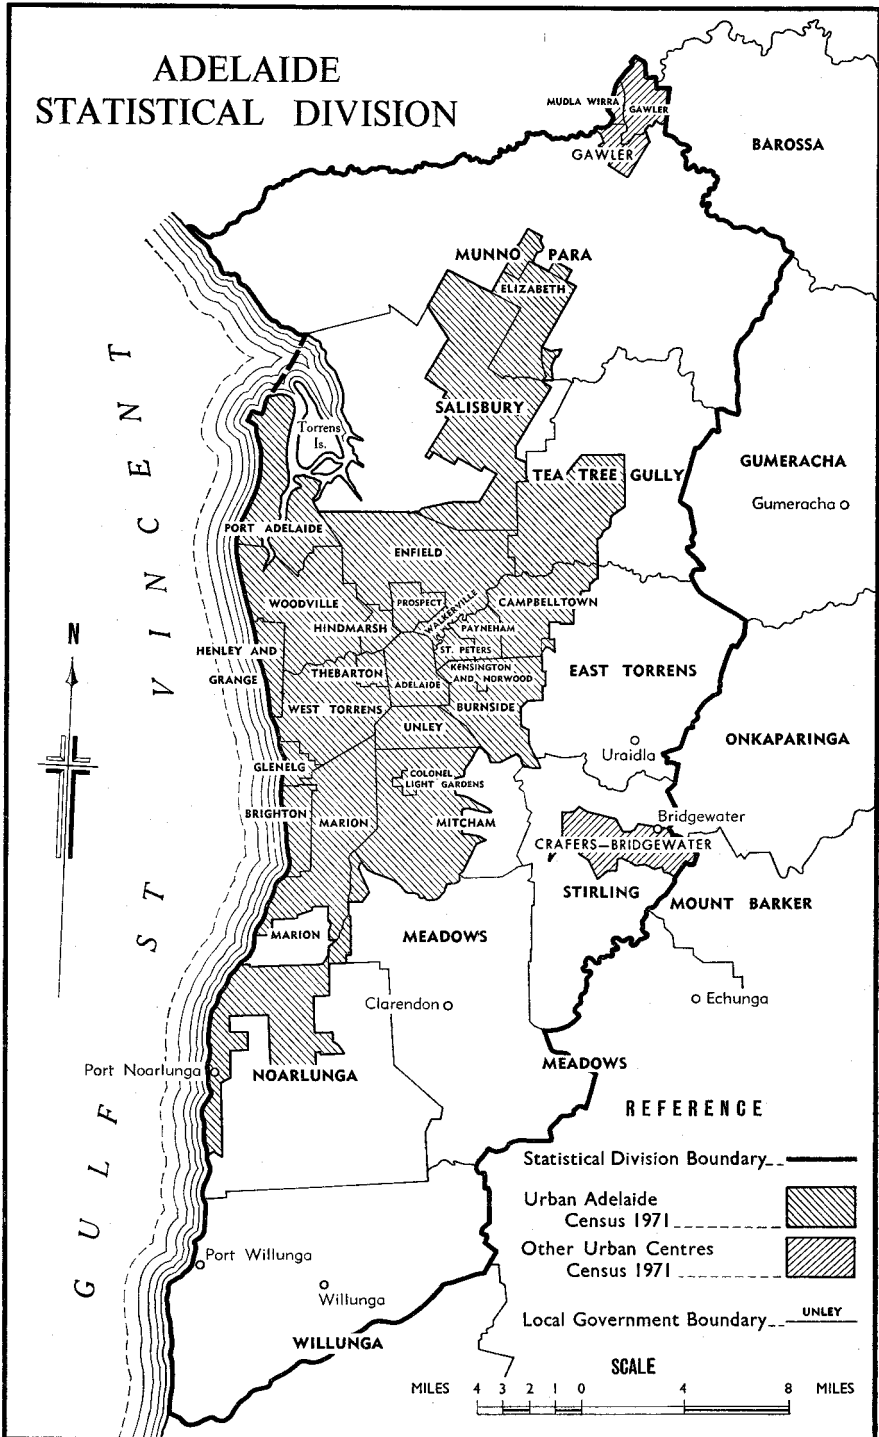 ADELAIDE
STATISTICAL DIVISION
MUDLA WIRRA
GAWLER
GAWLER
BAROSSA
MUNNO PARA
ELIZABETH
SALISBURY
Torrens
Is.
TEA TREE GULLY
GUMERACHA
Gumeracha
PORT ADELAIDE
ENFIELD
PROSPECT
WALKERVILLE
CAMPBELLTOWN
WOODVILLE
HINDMARSH
PAYNEHAM
ST. PETERS
HENLEY AND
GRANGE
THEBARTON
ADELAIDE
KENSINGTON
AND NORWOOD
EAST TORRENS
WEST TORRENS
BURNSIDE
UNLEY
Uraidla
ONKAPARINGA
GLENELG
COLONEL
LIGHT GARDENS
BRIGHTON
MARION
MITCHAM
Bridgewater
CRAFERS—BRIDGEWATER
STIRLING
MOUNT BARKER
MARION
MEADOWS
Clarendon
Echunga
Port Noarlunga
NOARLUNGA
MEADOWS
N
GULF ST VINCENT
Port Willunga
Willunga
WILLUNGA
REFERENCE
Statistical Division Boundary
Urban Adelaide
Census 1971
Other Urban Centres
Census 1971
Local Government Boundary
UNLEY
SCALE
MILES 4 3 2 1 0 4 8 MILES